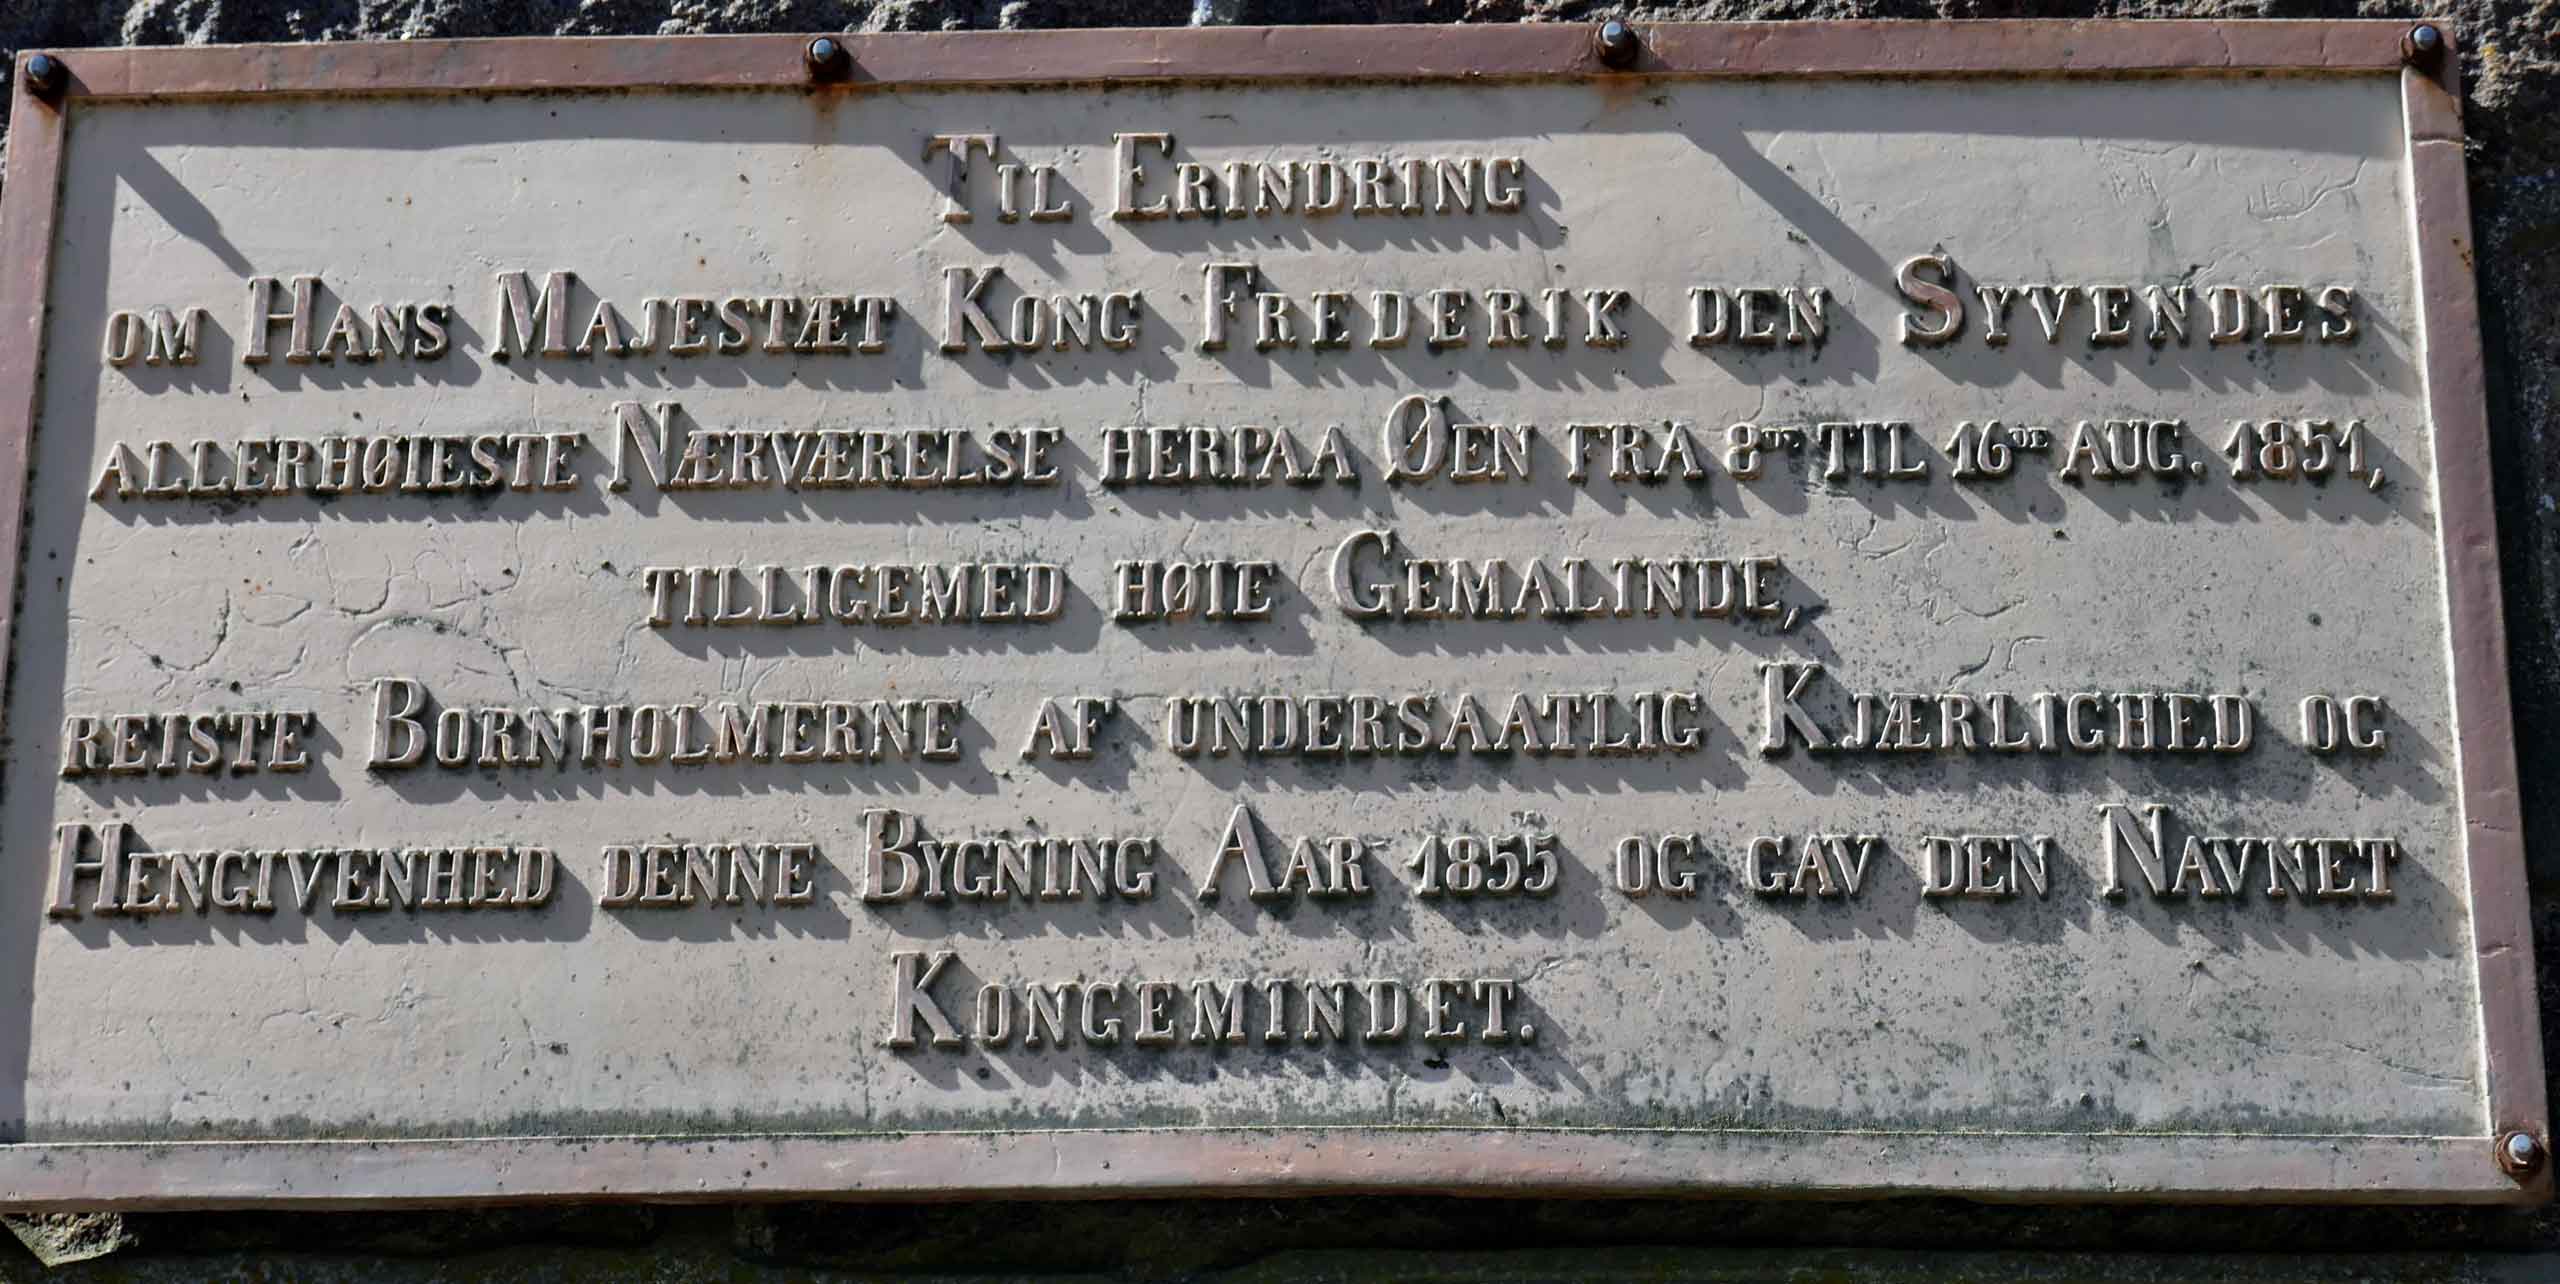 Til Erindring
om Hans Majestæt Kong Frederik den Syvendes
allerhøieste Nærværelse herpaa Øen fra 8de til 16de Aug. 1851,
tilligemed høie Gemalinde,
reiste Bornholmerne af undersaatlig Kjærlighed og
Hengivenhed denne Bygning Aar 1855 og gav den Navnet
Kongemindet.